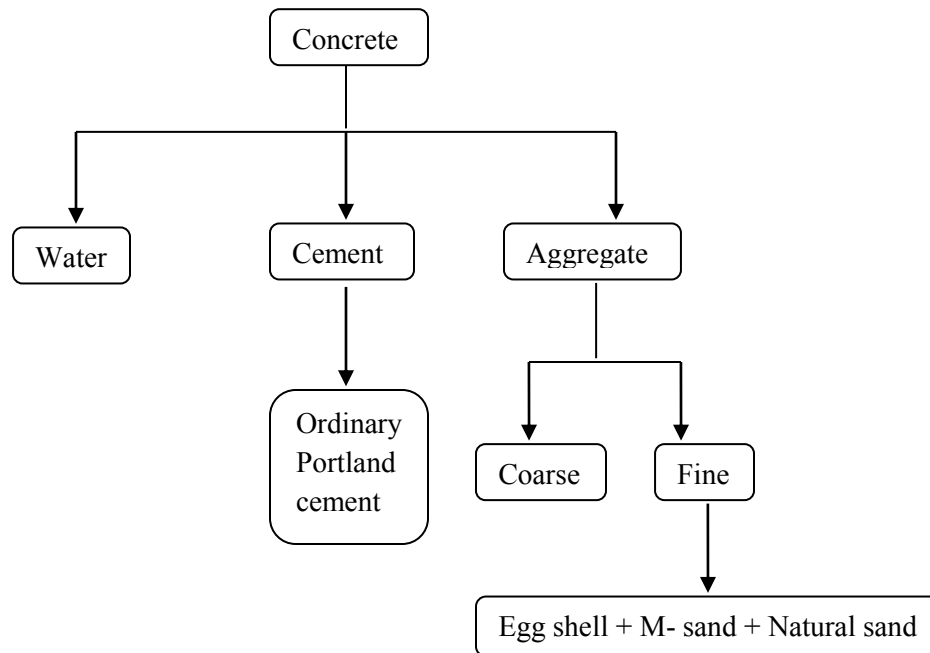 Concrete
Water
Cement
Aggregate
Ordinary
Portland
cement
Coarse
Fine
Egg shell + M- sand + Natural sand